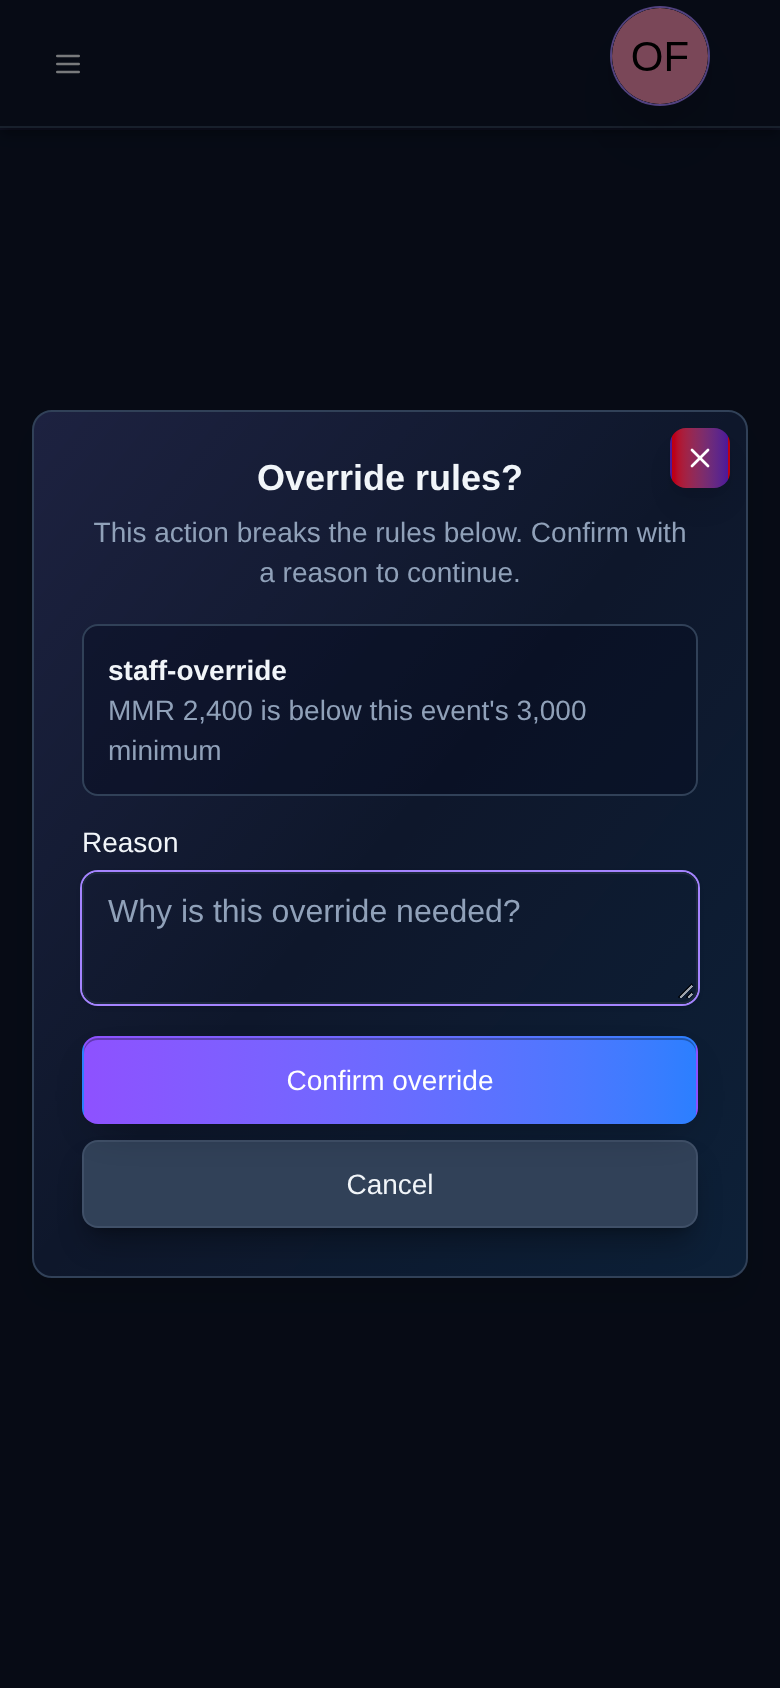 OF
Override rules?
This action breaks the rules below. Confirm with
a reason to continue.
staff-override
MMR 2,400 is below this event's 3,000
minimum
Reason
Why is this override needed?
Confirm override
Cancel